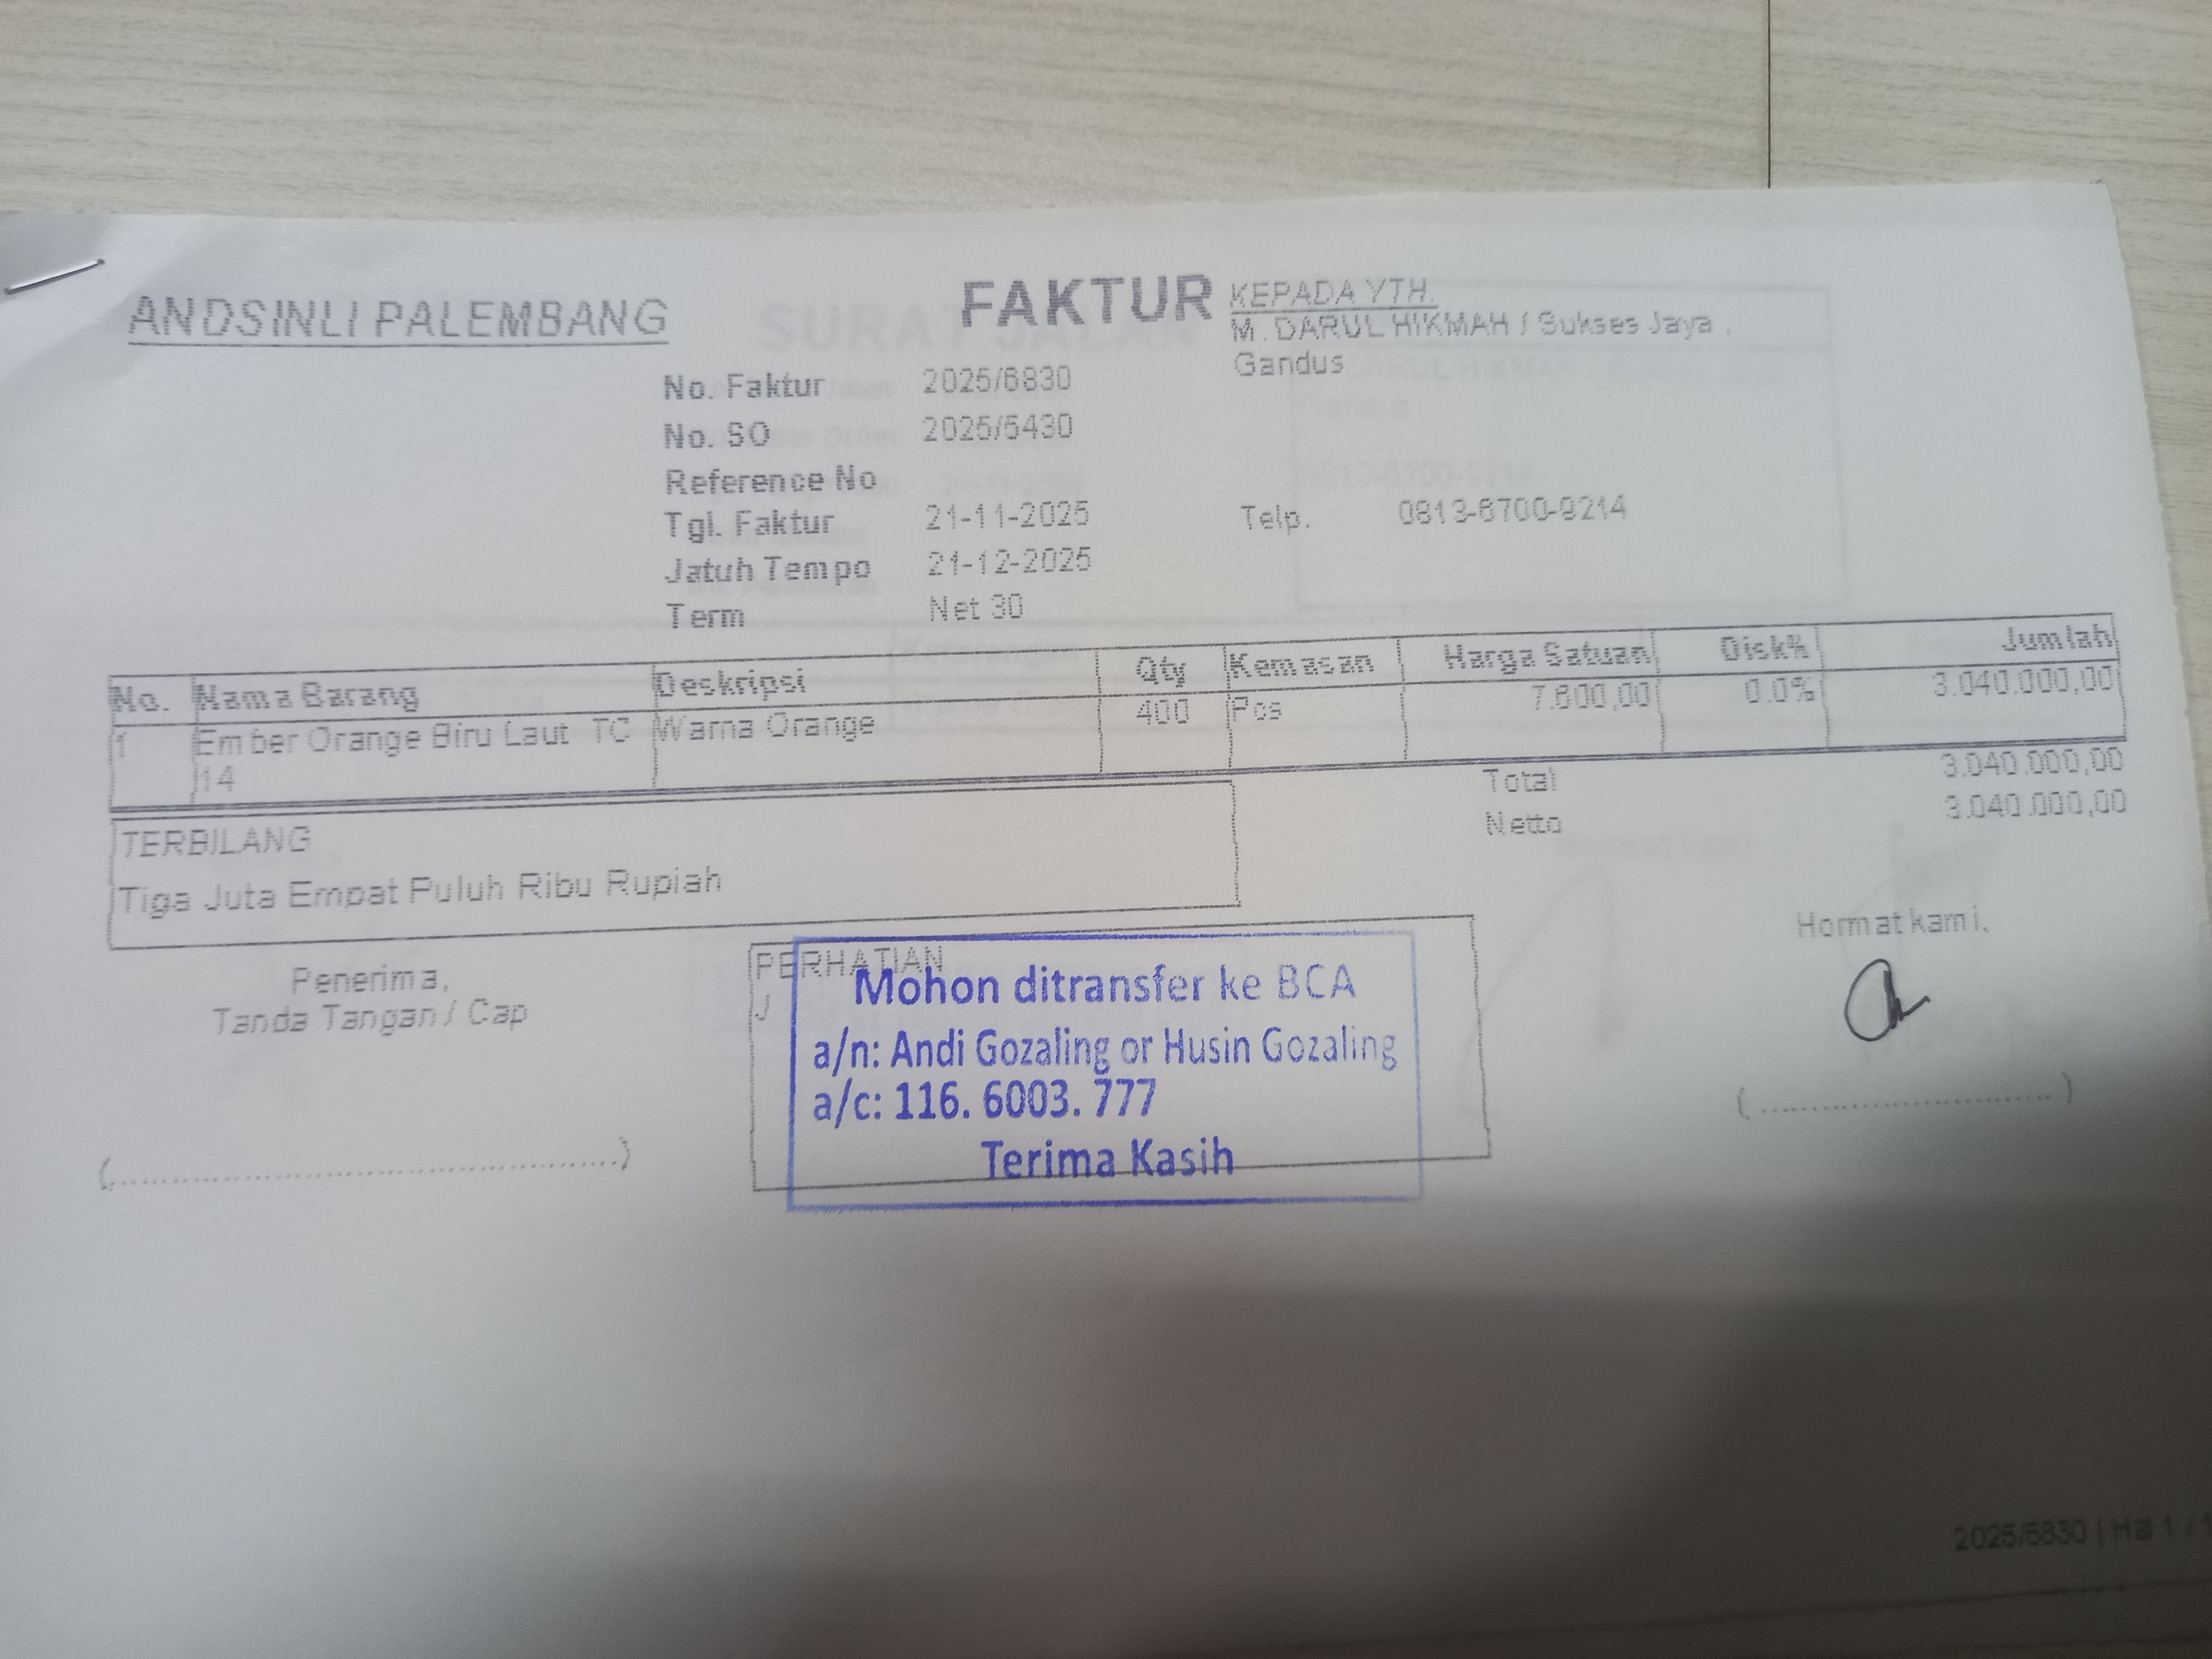 ANDSINLI PALEMBANG
FAKTUR
KEPADA YTH.
M. DARUL HIKMAH / Sukses Jaya ,
Gandus
Telp. 0813-6700-9214
No. Faktur 2025/6830
No. SO 2025/5430
Reference No
Tgl. Faktur 21-11-2025
Jatuh Tempo 21-12-2025
Term Net 30
No. Nama Barang Deskripsi Qty Kemasan Harga Satuan Disk% Jumlah
1 Ember Orange Biru Laut TC Warna Orange 400 Pcs 7.600,00 0.0% 3.040.000,00
14
Total 3.040.000,00
Netto 3.040.000,00
TERBILANG
Tiga Juta Empat Puluh Ribu Rupiah
Penerima,
Tanda Tangan / Cap
(................................................)
PERHATIAN
J
Mohon ditransfer ke BCA
a/n: Andi Gozaling or Husin Gozaling
a/c: 116. 6003. 777
Terima Kasih
Hormat kami,
(................................)
2025/6830 | Hal 1 / 1